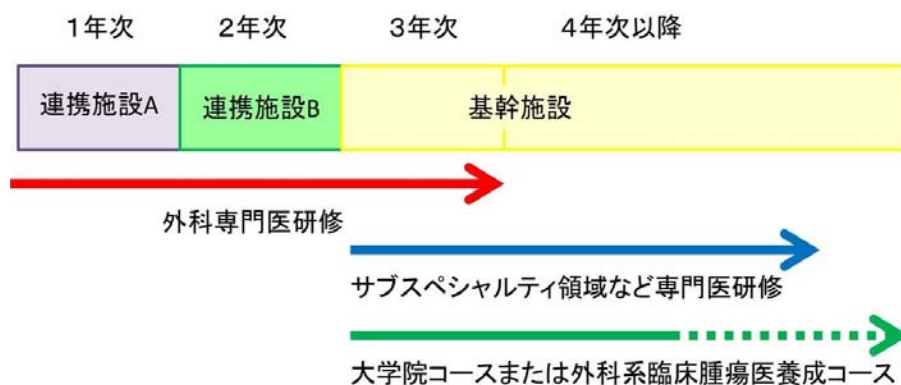 1年次 2年次 3年次 4年次以降
連携施設A 連携施設B 基幹施設
外科専門医研修
サブスペシャルティ領域など専門医研修
大学院コースまたは外科系臨床腫瘍医養成コース